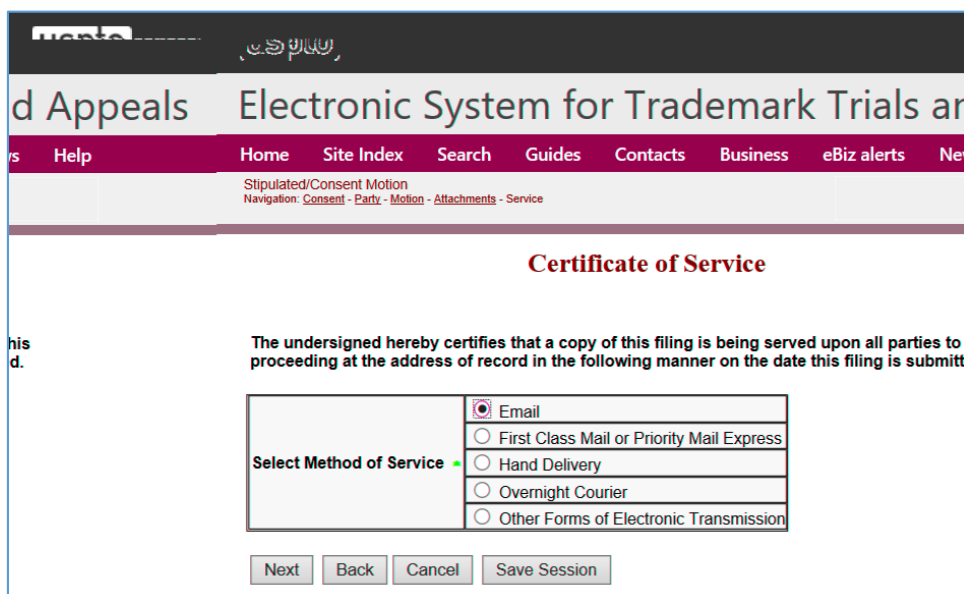 d Appeals Electronic System for Trademark Trials an
vs Help Home Site Index Search Guides Contacts Business eBiz alerts Nev
Stipulated/Consent Motion
Navigation: Consent - Party - Motion - Attachments - Service
Certificate of Service
his The undersigned hereby certifies that a copy of this filing is being served upon all parties to
d. proceeding at the address of record in the following manner on the date this filing is submitt
Select Method of Service
Email
First Class Mail or Priority Mail Express
Hand Delivery
Overnight Courier
Other Forms of Electronic Transmission
Next Back Cancel Save Session